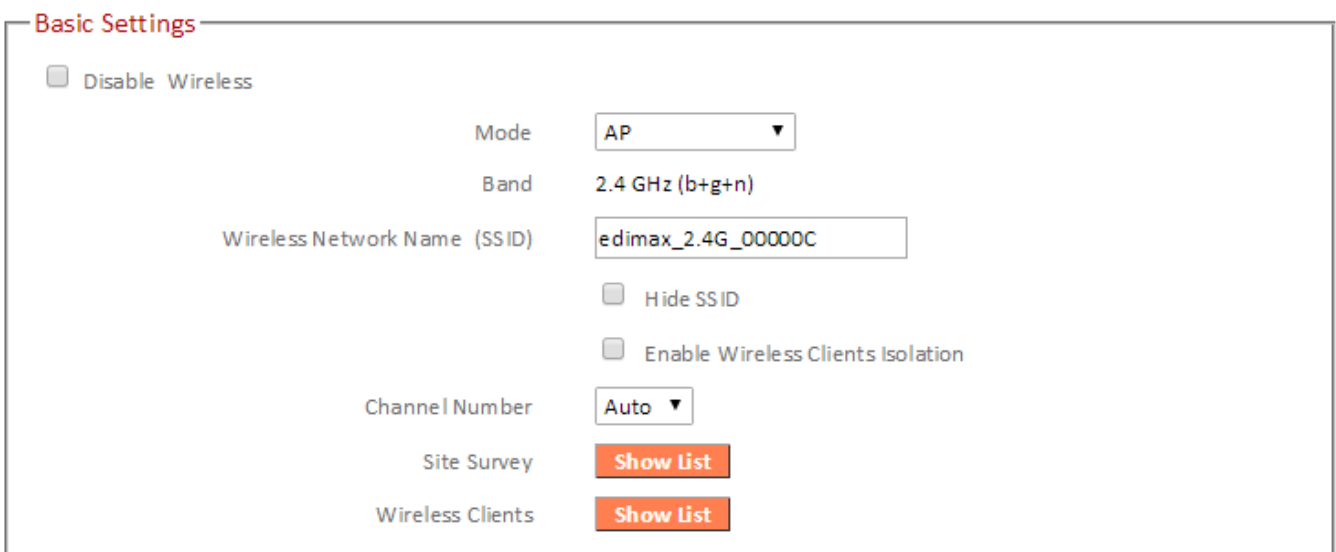 Basic Settings
Disable Wireless
Mode AP
Band 2.4 GHz (b+g+n)
Wireless Network Name (SSID) edimax_2.4G_00000C
Hide SSID
Enable Wireless Clients Isolation
Channel Number Auto
Site Survey Show List
Wireless Clients Show List